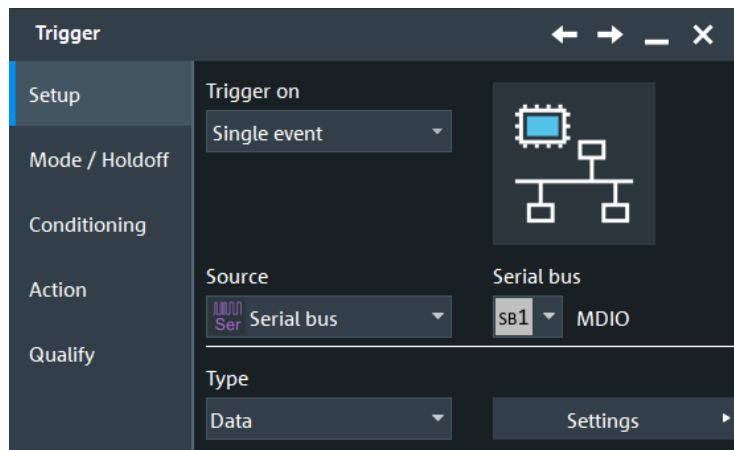 Trigger
Setup
Mode / Holdoff
Conditioning
Action
Qualify
Trigger on
Single event
Source
Serial bus
Ser Serial bus
SB1 MDIO
Type
Data
Settings